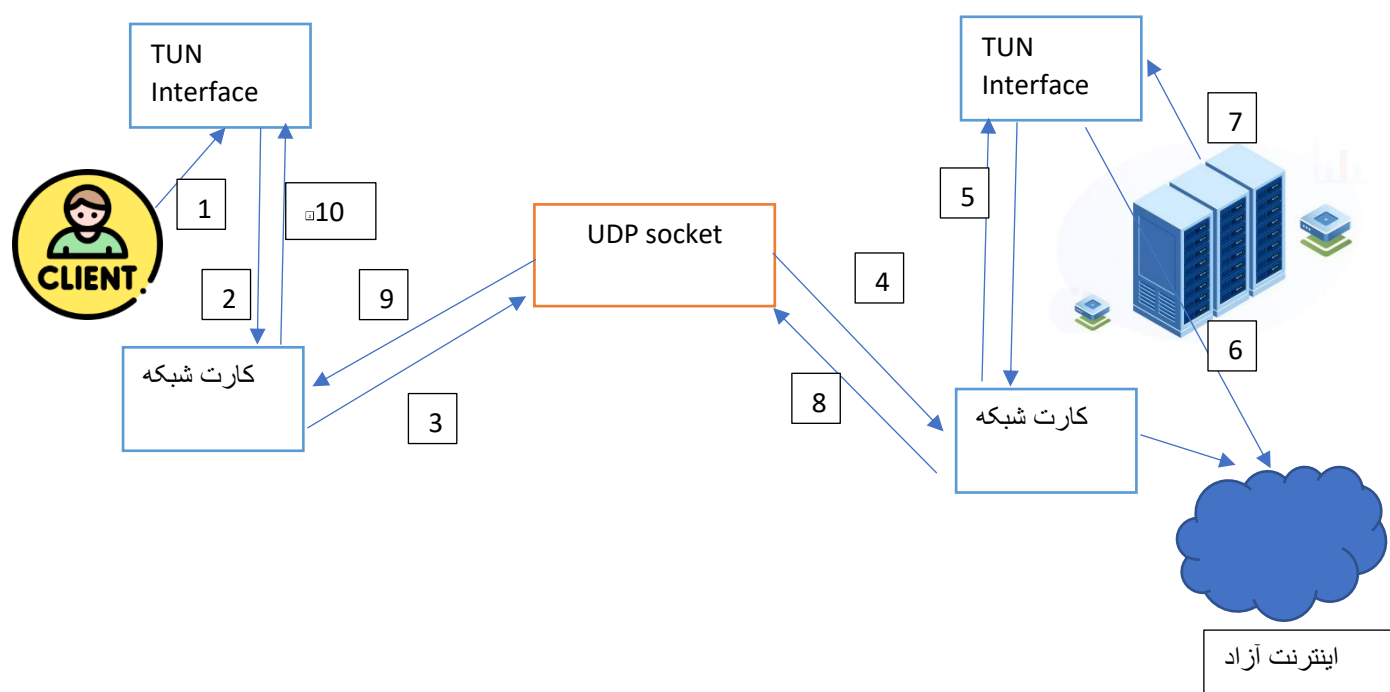 TUN
Interface
TUN
Interface
7
1
5
10
CLIENT
UDP socket
2
9
4
6
کارت شبکه
کارت شبکه
3
8
اینترنت آزاد